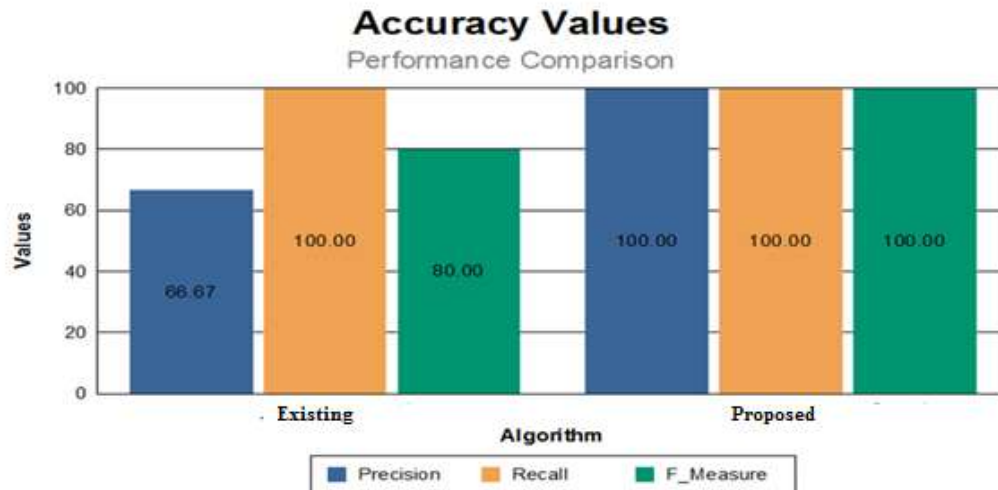 Accuracy Values
Performance Comparison
100
80
60
40
20
0
Values
66.67
100.00
80.00
100.00
100.00
100.00
Existing
Proposed
Algorithm
Precision
Recall
F_Measure